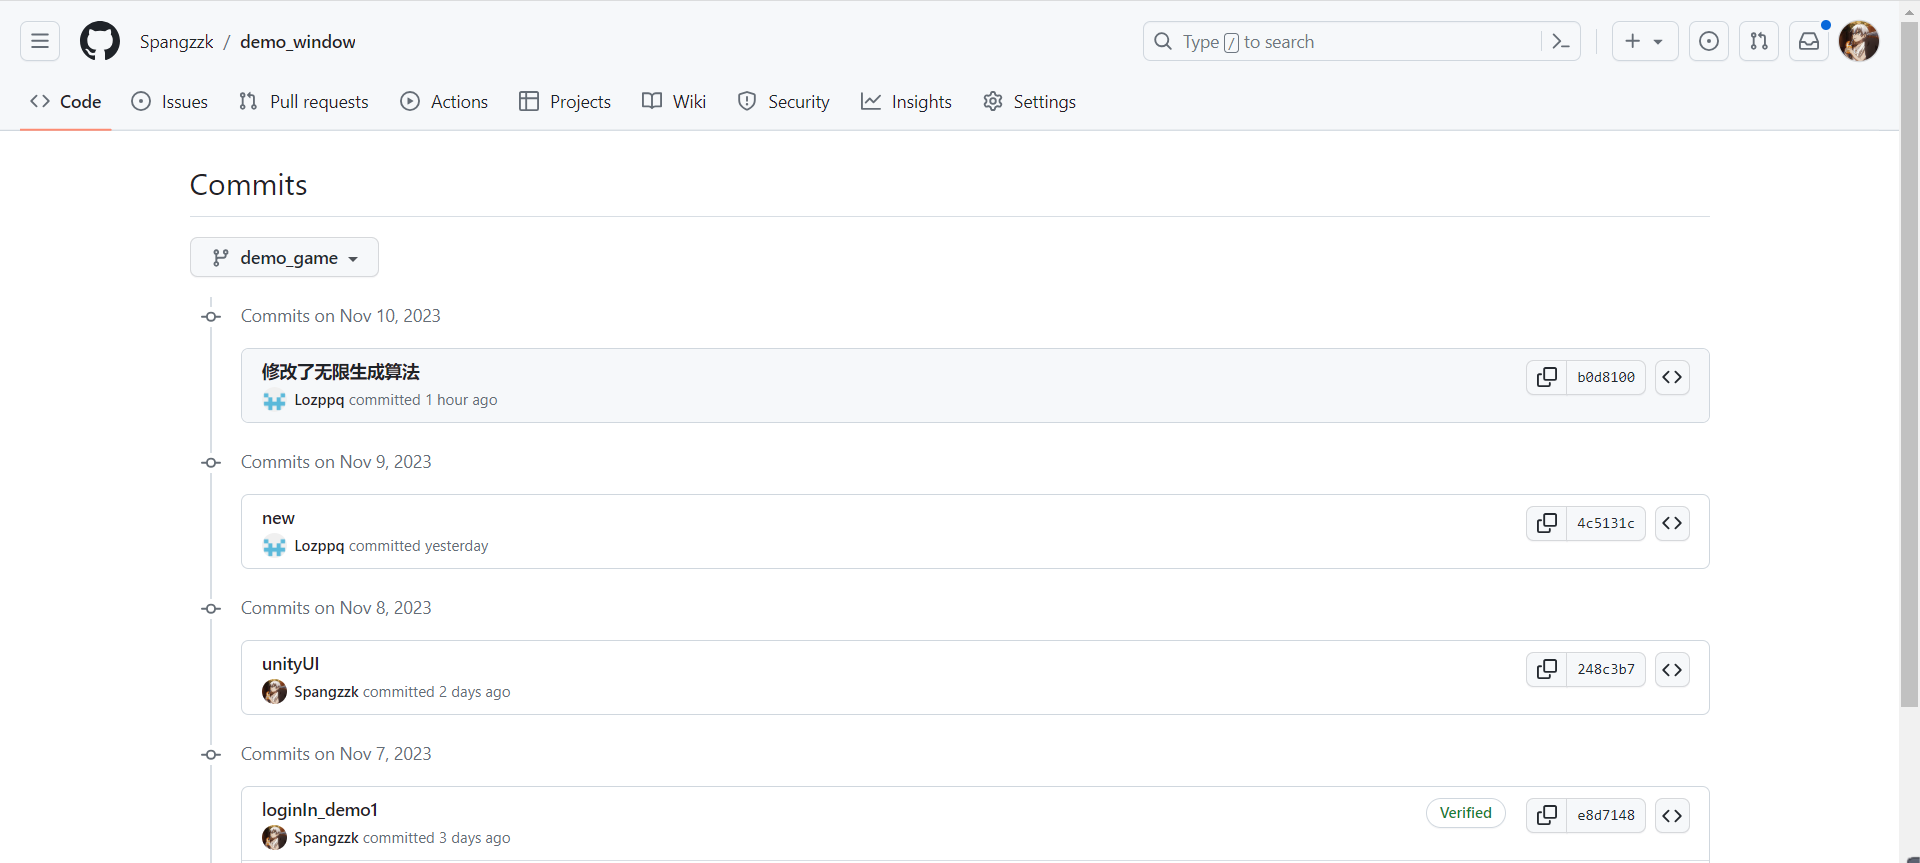 Spangzzk / demo_window
Type / to search
Code Issues Pull requests Actions Projects Wiki Security Insights Settings
Commits
demo_game
Commits on Nov 10, 2023
修改了无限生成算法
b0d8100
Lozppq committed 1 hour ago
Commits on Nov 9, 2023
new
4c5131c
Lozppq committed yesterday
Commits on Nov 8, 2023
unityUI
248c3b7
Spangzzk committed 2 days ago
Commits on Nov 7, 2023
loginIn_demo1
Verified e8d7148
Spangzzk committed 3 days ago